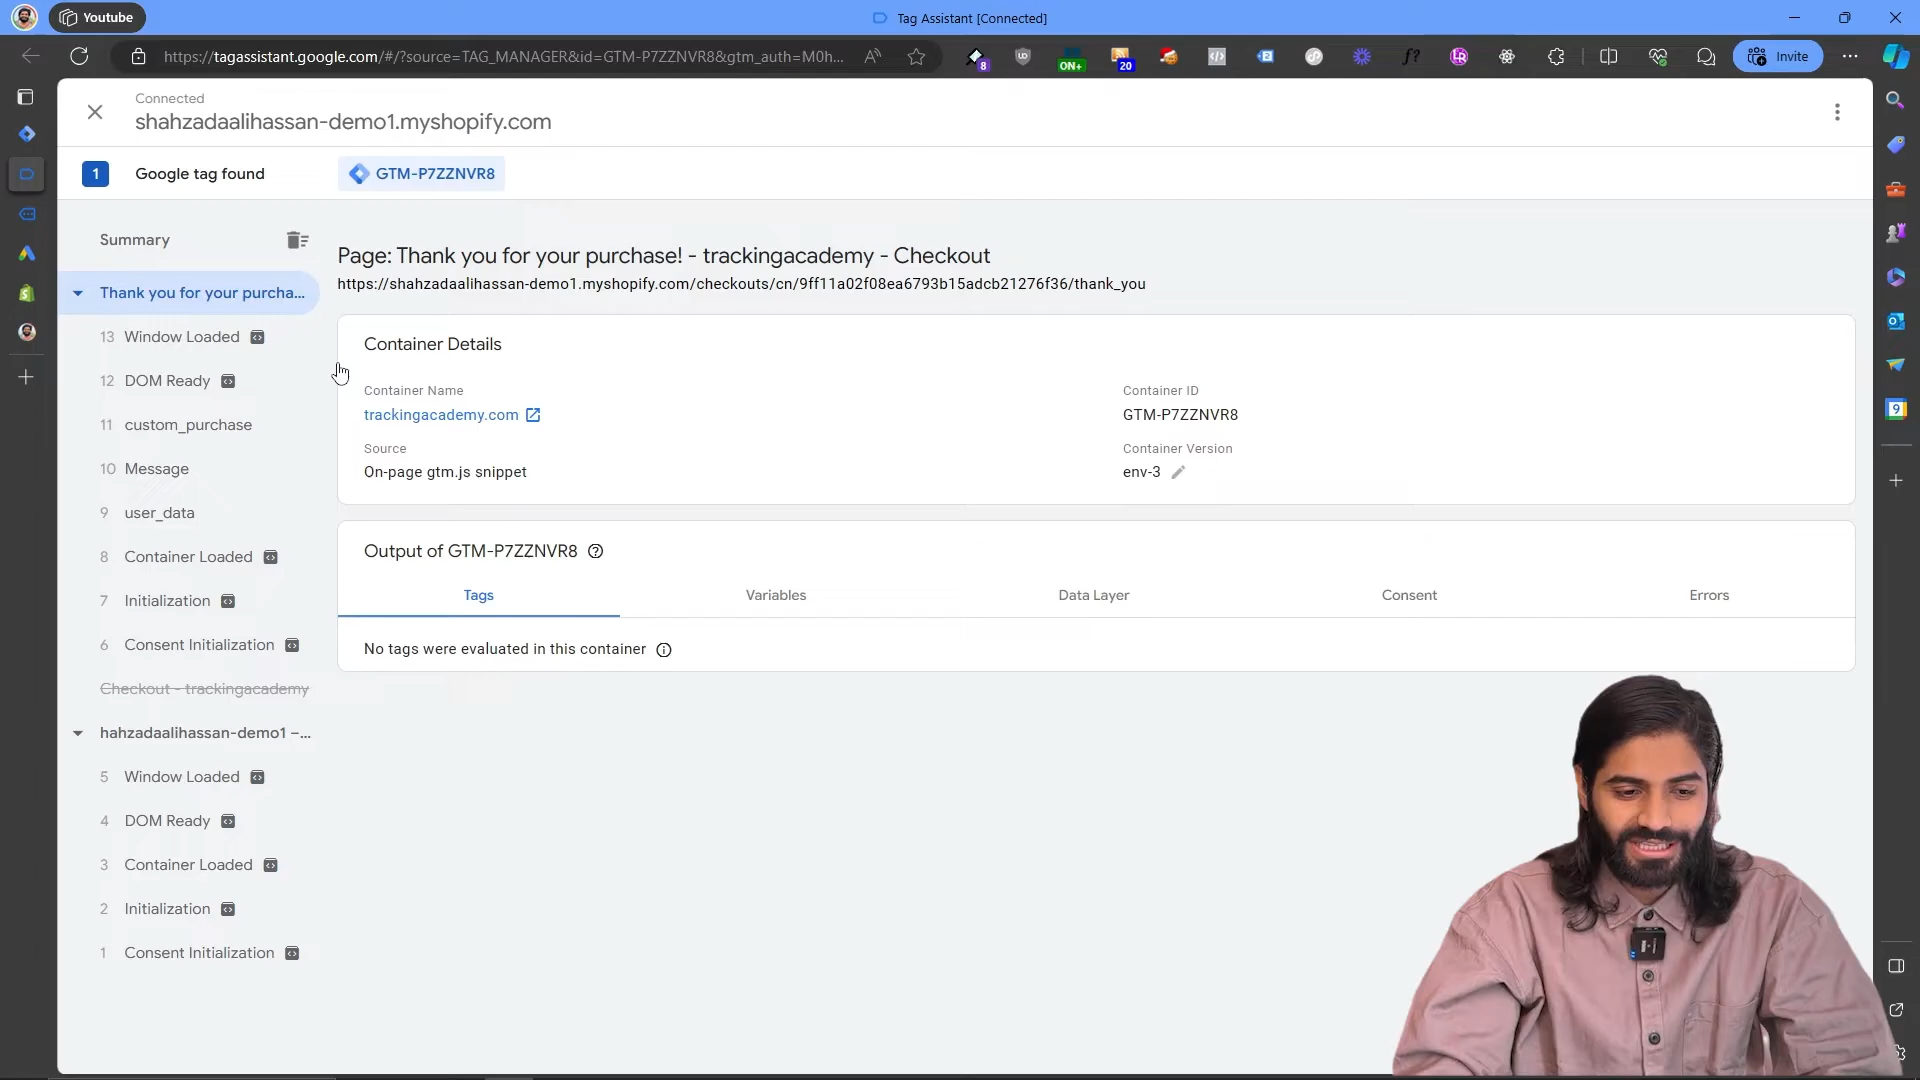 Youtube
Tag Assistant [Connected]
https://tagassistant.google.com/#/?source=TAG_MANAGER&id=GTM-P7ZZNVR8&gtm_auth=M0h...
8
ON+
20
Invite
Connected
shahzadaalihassan-demo1.myshopify.com
1
Google tag found
GTM-P7ZZNVR8
Summary
Thank you for your purcha...
13 Window Loaded
12 DOM Ready
11 custom_purchase
10 Message
9 user_data
8 Container Loaded
7 Initialization
6 Consent Initialization
Checkout - trackingacademy
hahzadaalihassan-demo1 –...
5 Window Loaded
4 DOM Ready
3 Container Loaded
2 Initialization
1 Consent Initialization
Page: Thank you for your purchase! - trackingacademy - Checkout
https://shahzadaalihassan-demo1.myshopify.com/checkouts/cn/9ff11a02f08ea6793b15adcb21276f36/thank_you
Container Details
Container Name
trackingacademy.com
Container ID
GTM-P7ZZNVR8
Source
On-page gtm.js snippet
Container Version
env-3
Output of GTM-P7ZZNVR8
Tags
Variables
Data Layer
Consent
Errors
No tags were evaluated in this container
9